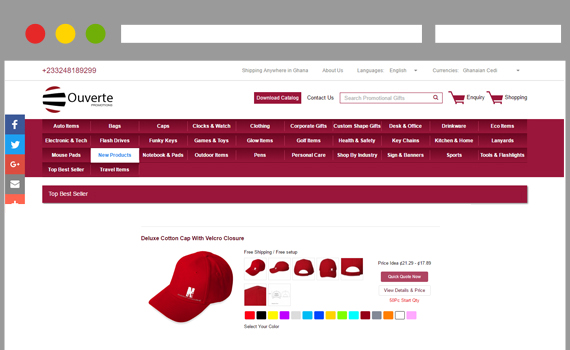 +233248189299 Shipping Anywhere in Ghana About Us Languages: English Currencies: Ghanaian Cedi
Ouverte
PROMOTIONS
Download Catalog Contact Us Search Promotional Gifts Enquiry Shopping
Auto Items Bags Caps Clocks & Watch Clothing Corporate Gifts Custom Shape Gifts Desk & Office Drinkware Eco Items
Electronic & Tech Flash Drives Funky Keys Games & Toys Glow Items Golf Items Health & Safety Key Chains Kitchen & Home Lanyards
Mouse Pads New Products Notebook & Pads Outdoor Items Pens Personal Care Shop By Industry Sign & Banners Sports Tools & Flashlights
Top Best Seller Travel Items
Top Best Seller
Deluxe Cotton Cap With Velcro Closure
Free Shipping / Free setup
Price Idea ¢21.29 - ¢17.89
Quick Quote Now
View Details & Price
50Pc Start Qty
Select Your Color